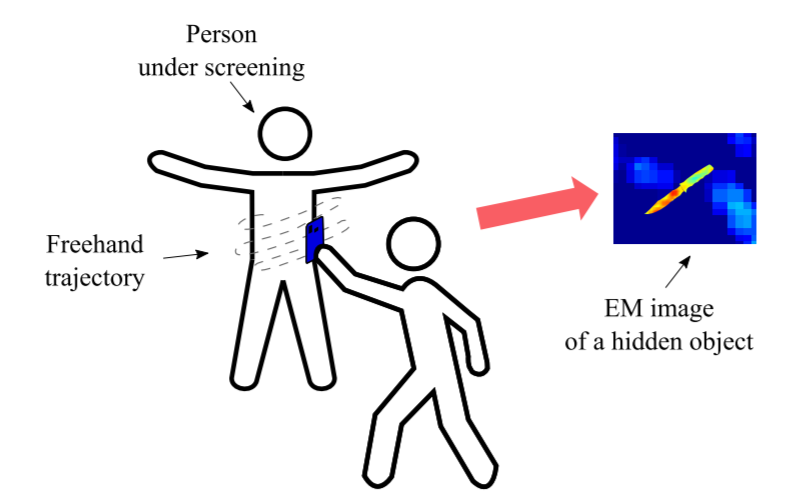 Person
under screening
Freehand
trajectory
EM image
of a hidden object